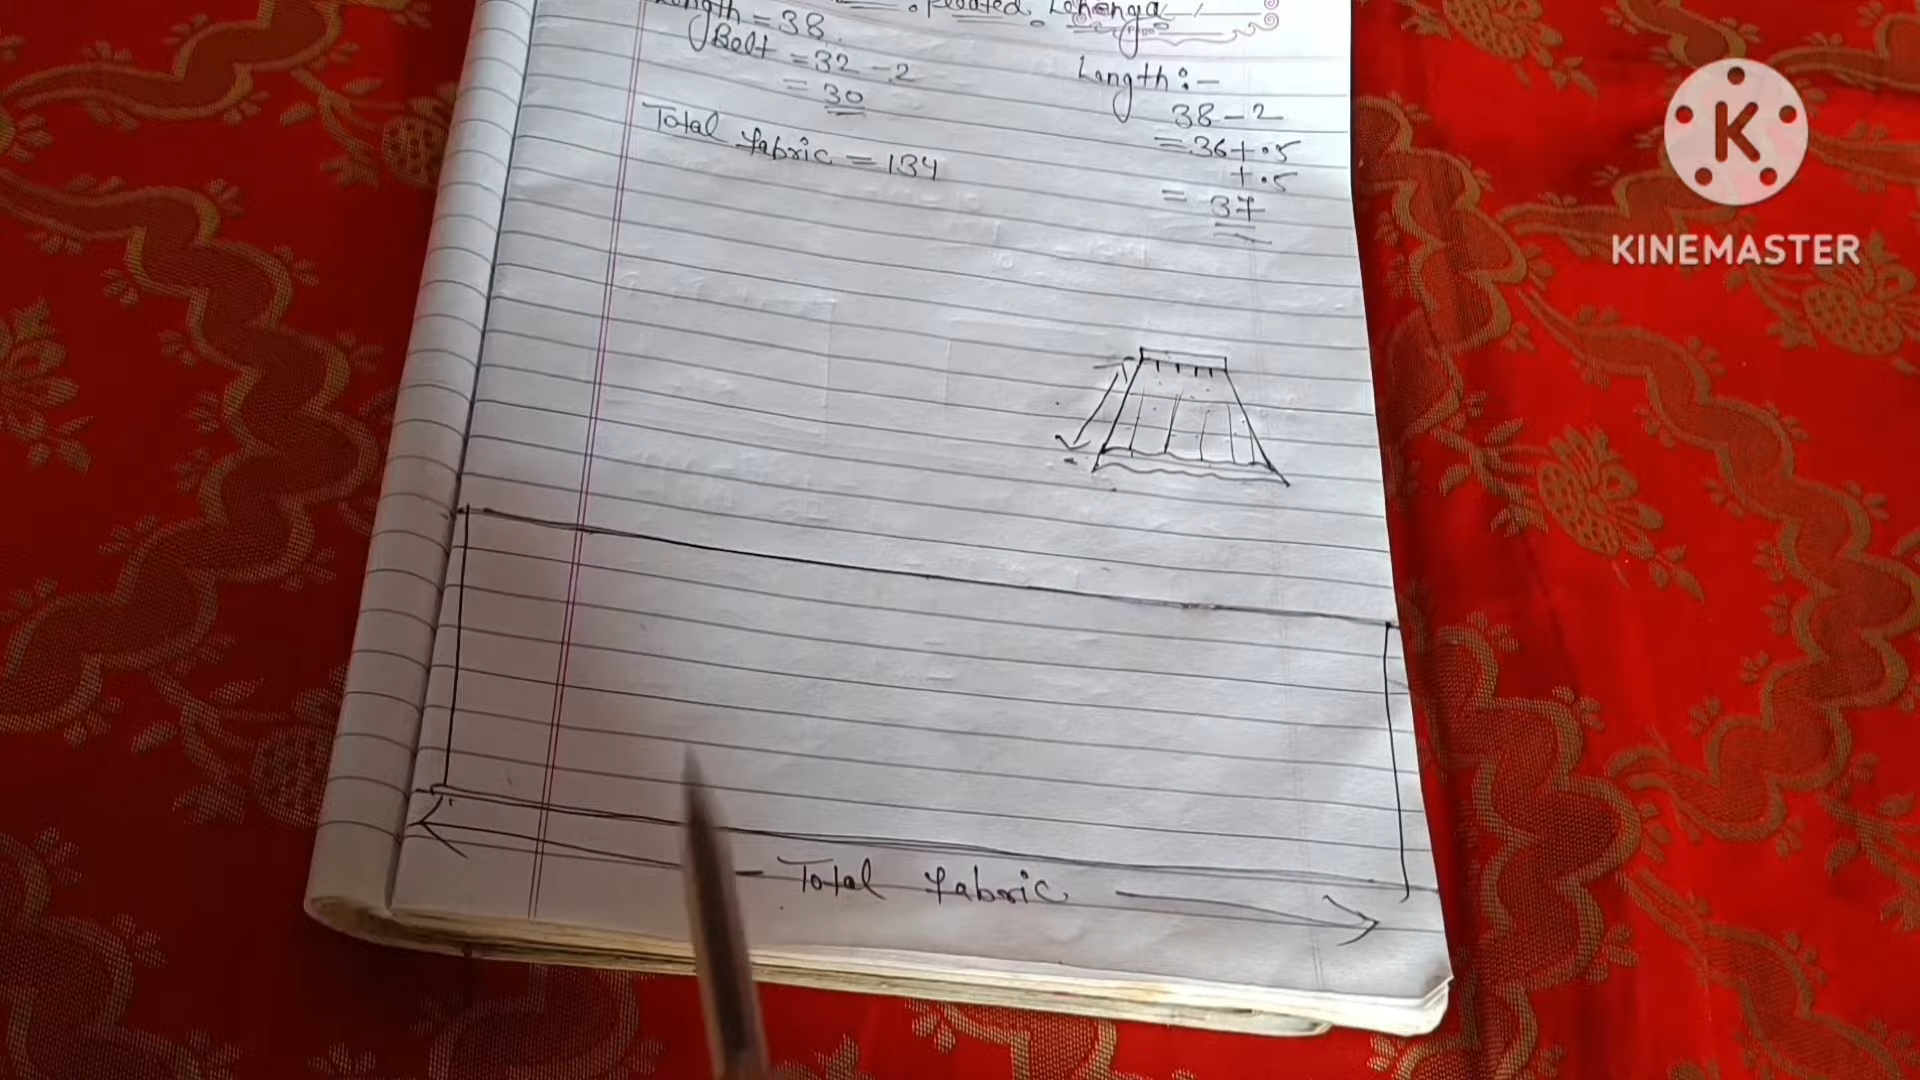 . Pleated. Lehenga
Length = 38.
Belt = 32 - 2
= 30
Total fabric = 134
Length :-
38 - 2
= 36 + .5
+ .5
= 37
Total fabric
K
KINEMASTER